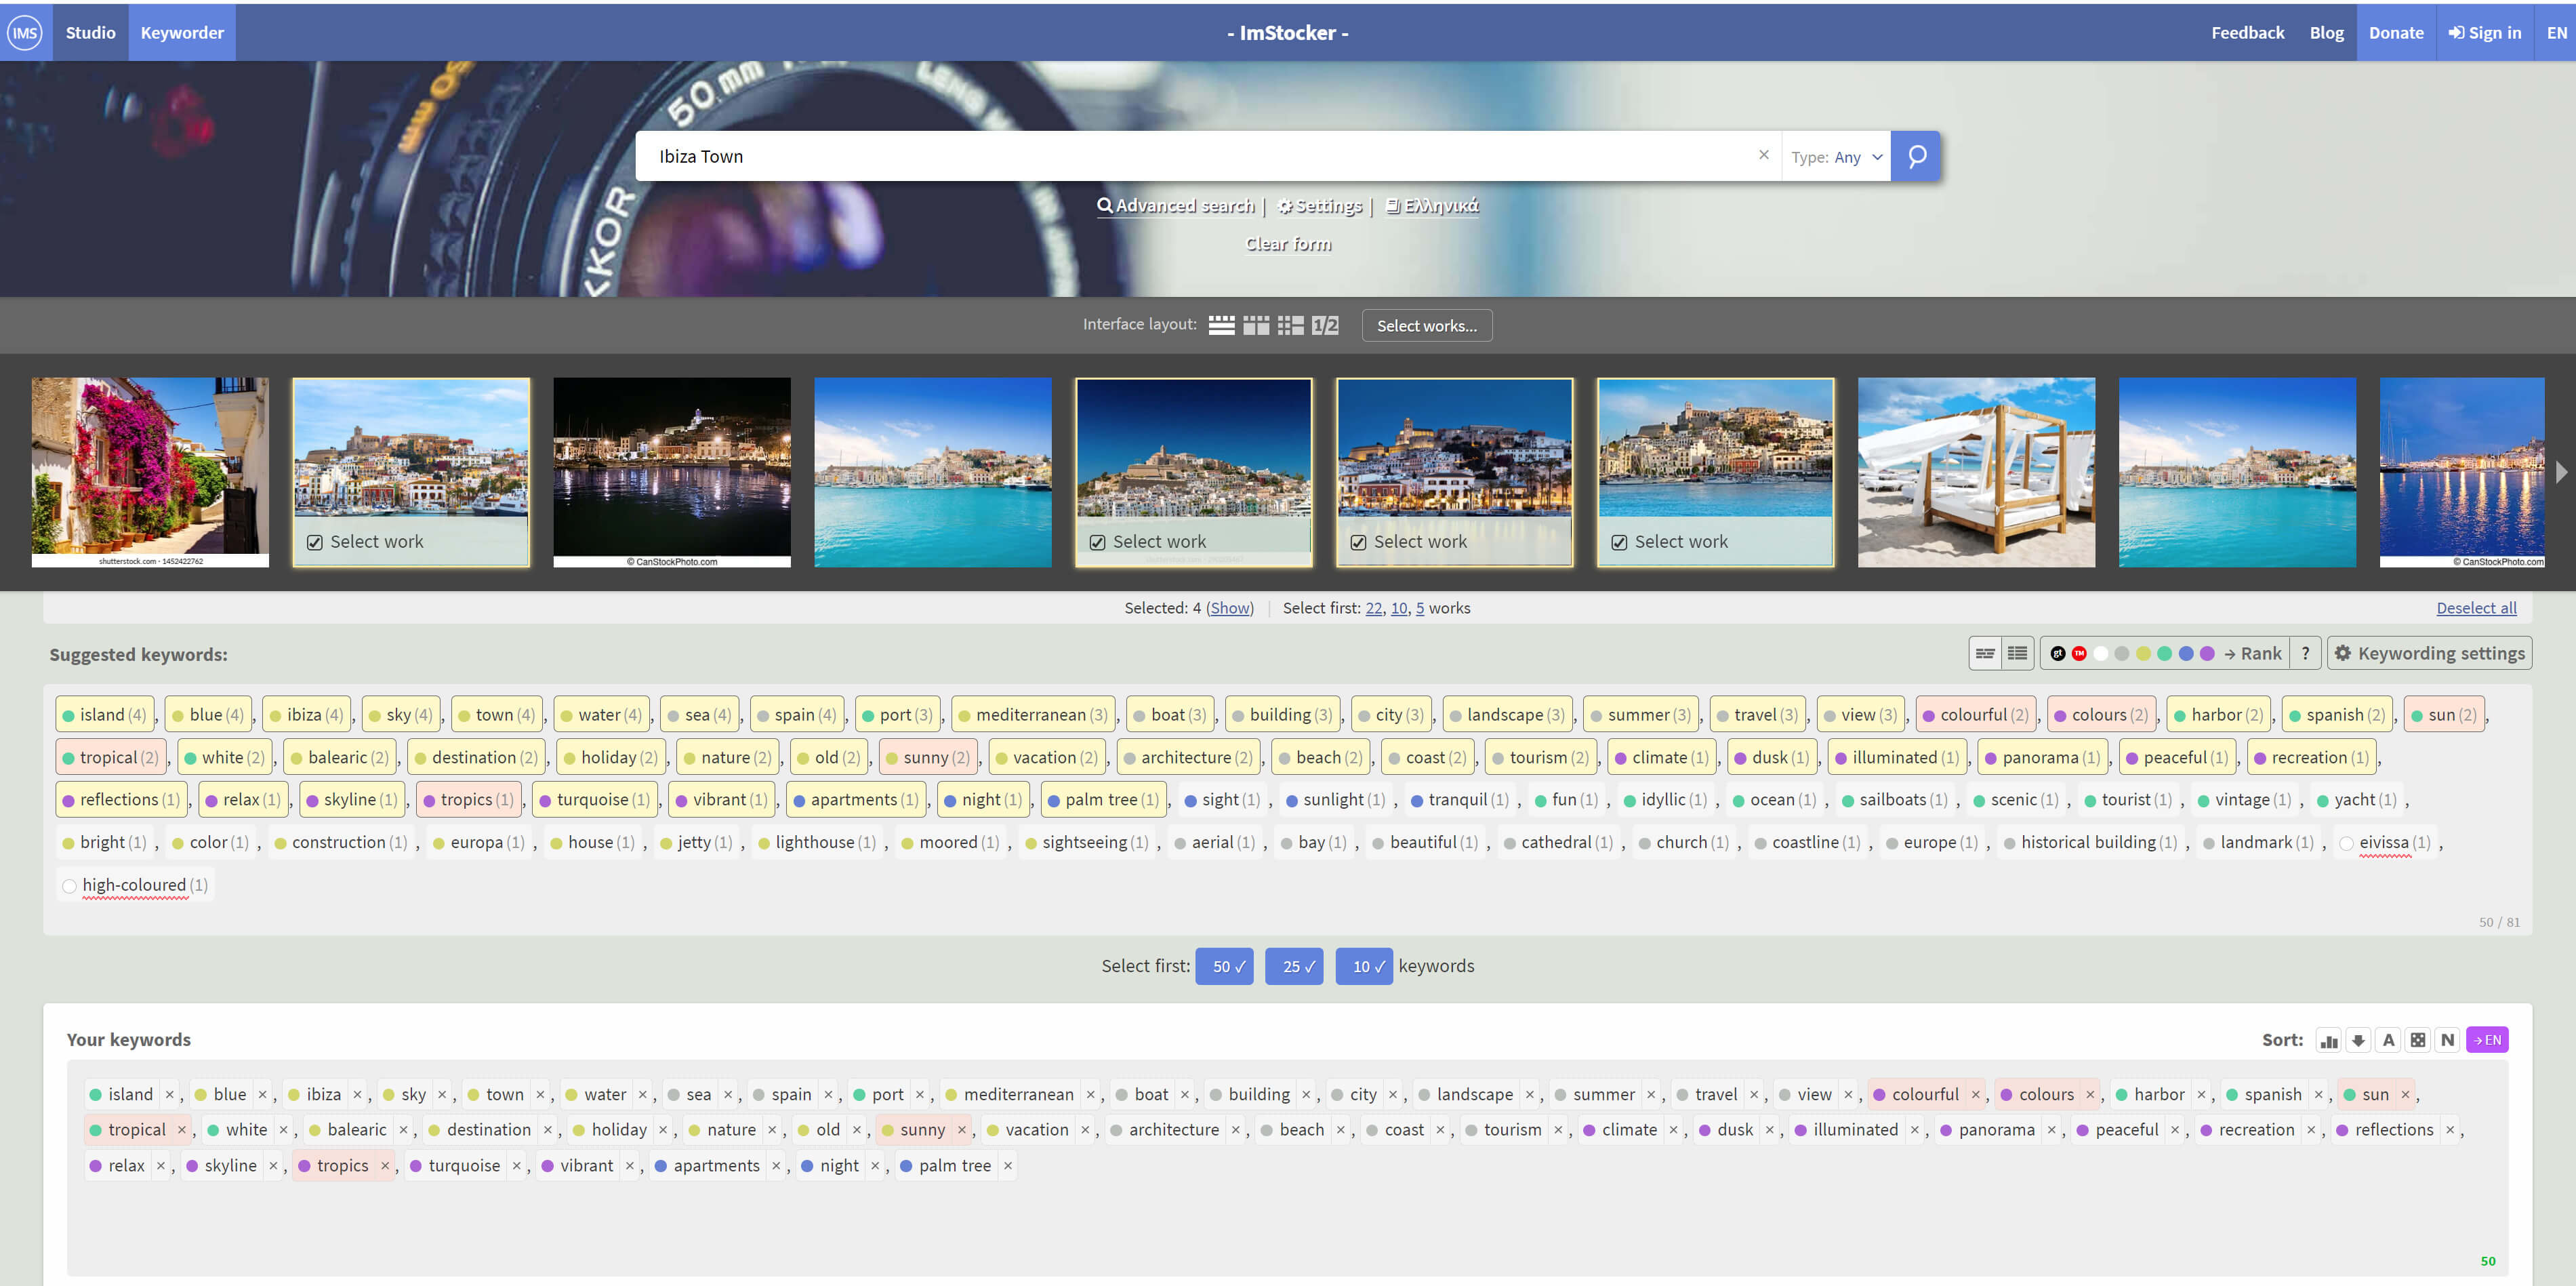 IMS Studio Keyworder - ImStocker - Feedback Blog Donate Sign in EN
50 mm
LENS
KKOR
Ibiza Town × Type: Any
Advanced search | Settings | Ελληνικά
Clear form
Interface layout: 1/2 Select works...
Select work Select work Select work Select work
shutterstock.com · 1452422762 © CanStockPhoto.com © CanStockPhoto.com
Selected: 4 (Show) | Select first: 22, 10, 5 works Deselect all
Suggested keywords: gt TM → Rank ? Keywording settings
island (4), blue (4), ibiza (4), sky (4), town (4), water (4), sea (4), spain (4), port (3), mediterranean (3), boat (3), building (3), city (3), landscape (3), summer (3), travel (3), view (3), colourful (2), colours (2), harbor (2), spanish (2), sun (2),
tropical (2), white (2), balearic (2), destination (2), holiday (2), nature (2), old (2), sunny (2), vacation (2), architecture (2), beach (2), coast (2), tourism (2), climate (1), dusk (1), illuminated (1), panorama (1), peaceful (1), recreation (1),
reflections (1), relax (1), skyline (1), tropics (1), turquoise (1), vibrant (1), apartments (1), night (1), palm tree (1), sight (1), sunlight (1), tranquil (1), fun (1), idyllic (1), ocean (1), sailboats (1), scenic (1), tourist (1), vintage (1), yacht (1),
bright (1), color (1), construction (1), europa (1), house (1), jetty (1), lighthouse (1), moored (1), sightseeing (1), aerial (1), bay (1), beautiful (1), cathedral (1), church (1), coastline (1), europe (1), historical building (1), landmark (1), eivissa (1),
high-coloured (1)
50 / 81
Select first: 50 ✓ 25 ✓ 10 ✓ keywords
Your keywords Sort: A N → EN
island ×, blue ×, ibiza ×, sky ×, town ×, water ×, sea ×, spain ×, port ×, mediterranean ×, boat ×, building ×, city ×, landscape ×, summer ×, travel ×, view ×, colourful ×, colours ×, harbor ×, spanish ×, sun ×,
tropical ×, white ×, balearic ×, destination ×, holiday ×, nature ×, old ×, sunny ×, vacation ×, architecture ×, beach ×, coast ×, tourism ×, climate ×, dusk ×, illuminated ×, panorama ×, peaceful ×, recreation ×, reflections ×,
relax ×, skyline ×, tropics ×, turquoise ×, vibrant ×, apartments ×, night ×, palm tree ×
50